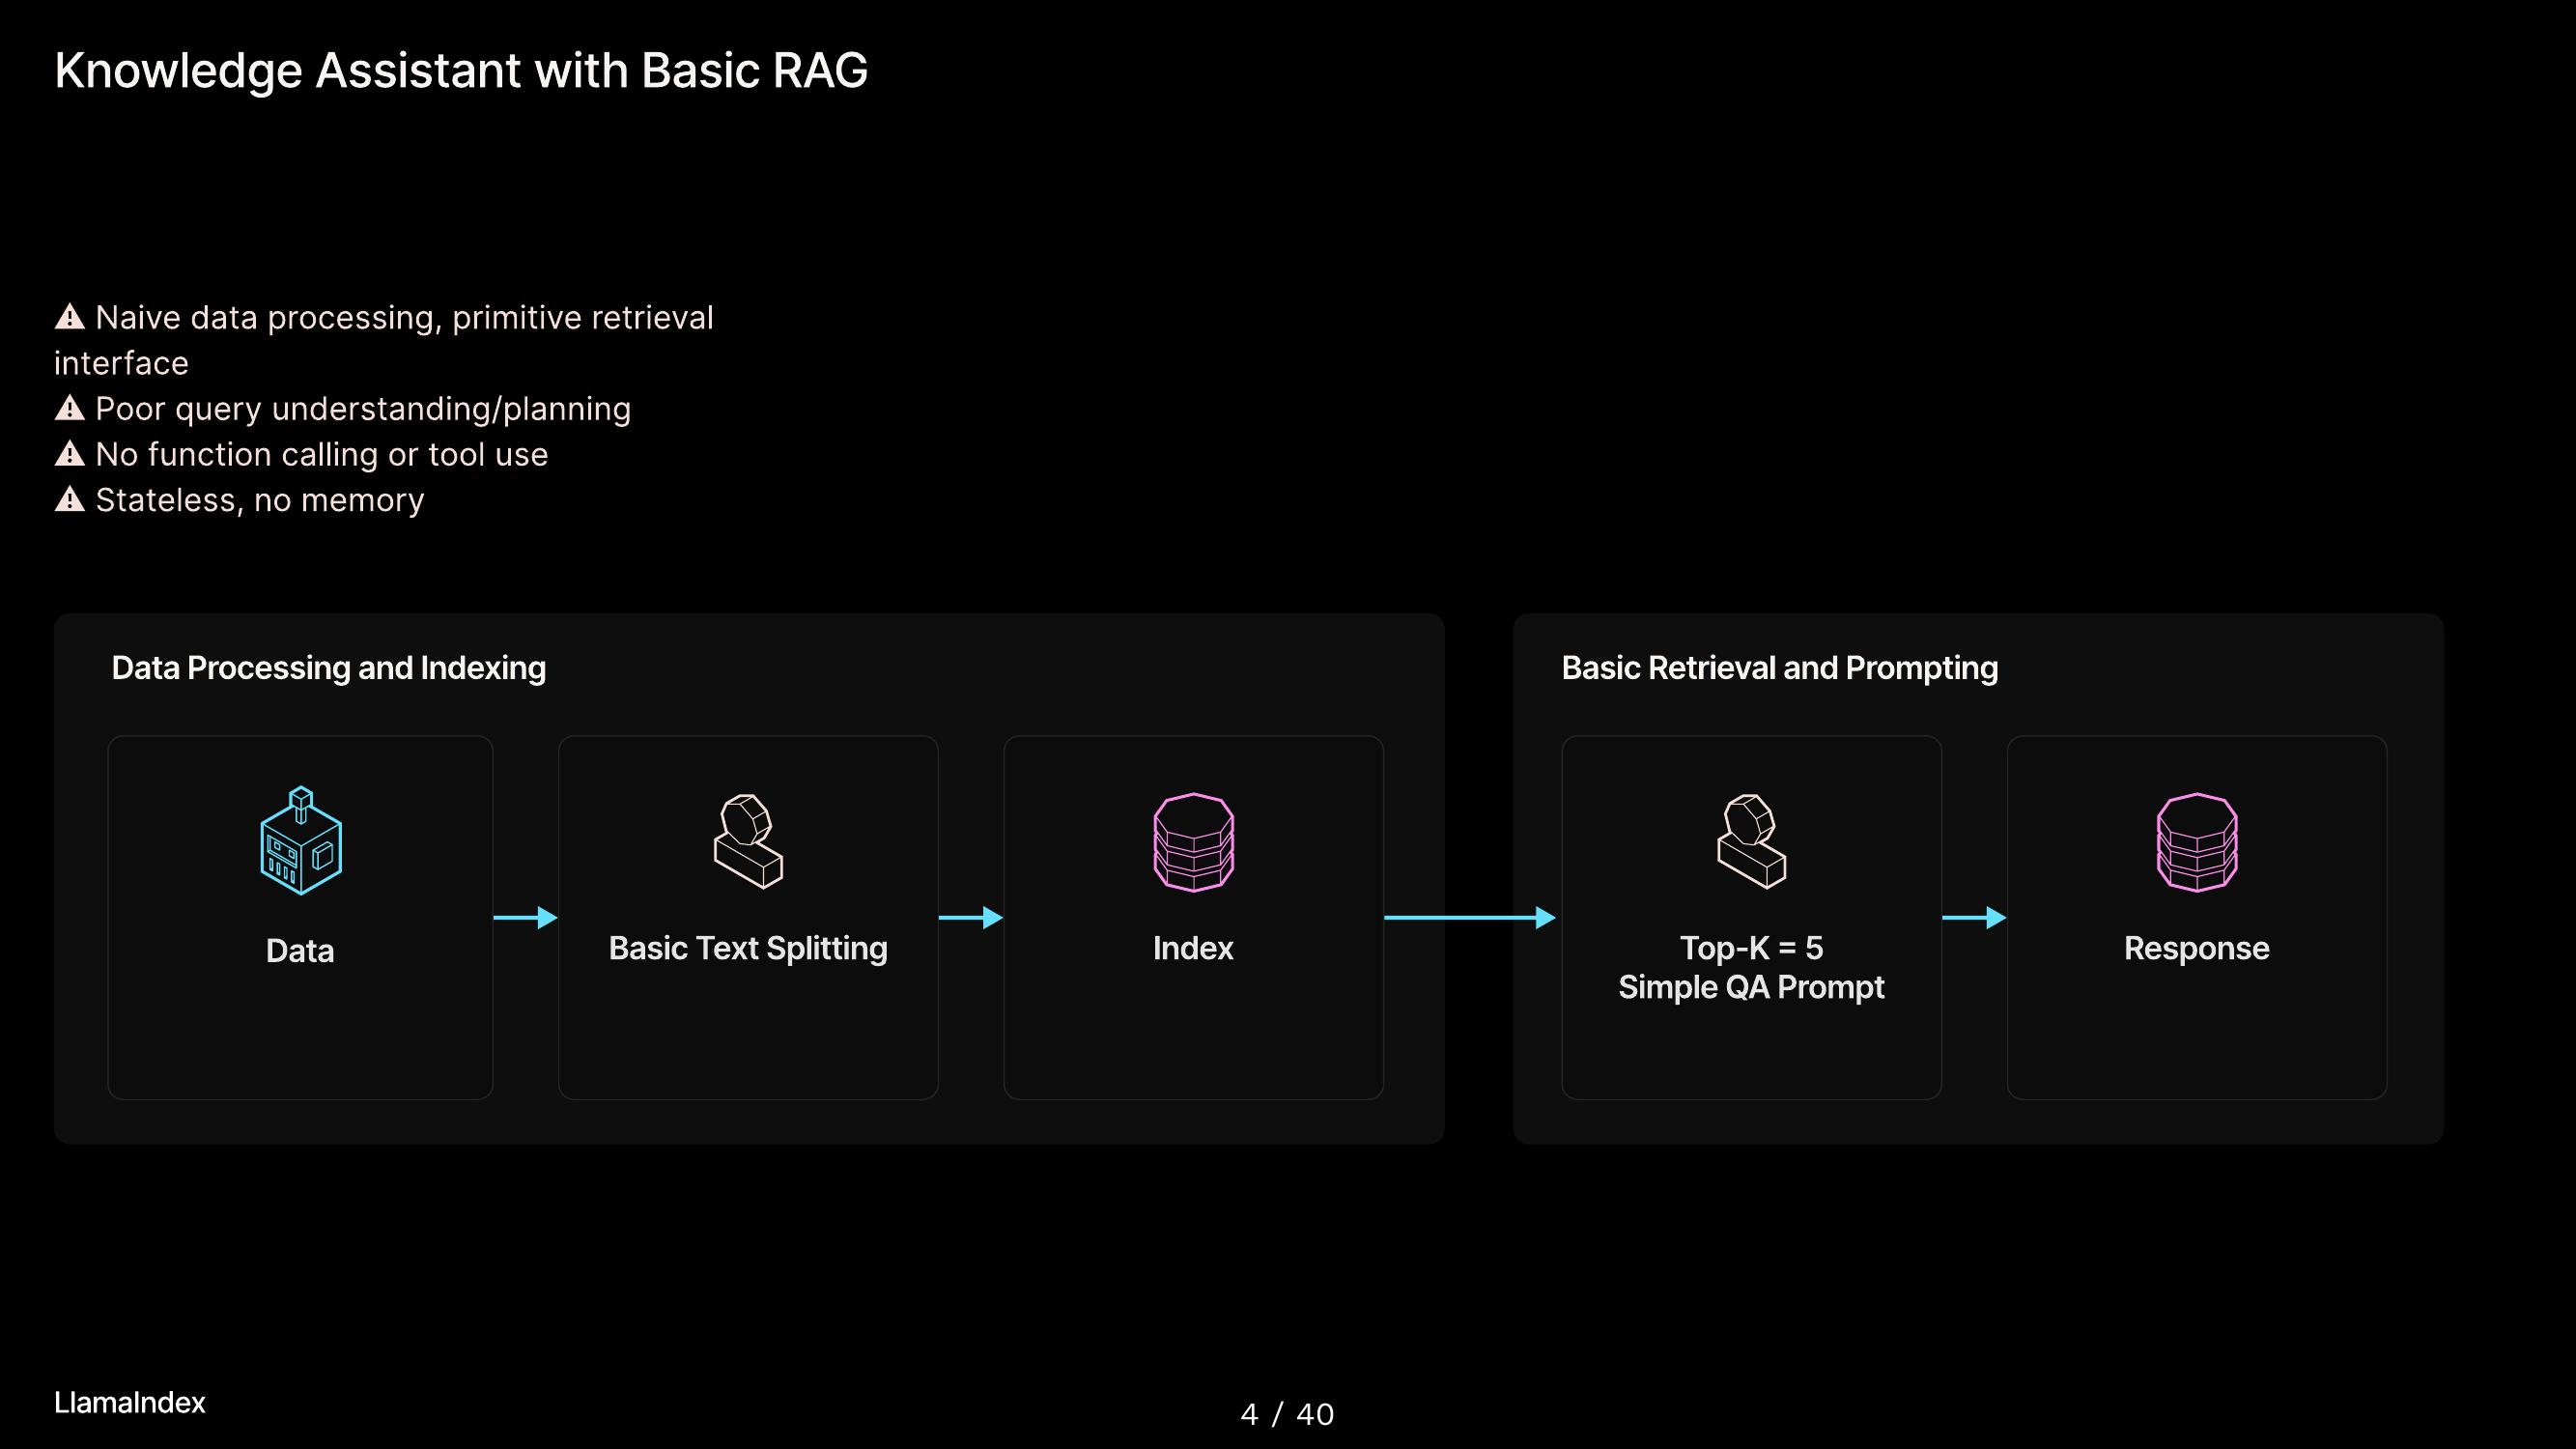 Knowledge Assistant with Basic RAG
⚠ Naive data processing, primitive retrieval
interface
⚠ Poor query understanding/planning
⚠ No function calling or tool use
⚠ Stateless, no memory
Data Processing and Indexing
Data
Basic Text Splitting
Index
Basic Retrieval and Prompting
Top-K = 5
Simple QA Prompt
Response
LlamaIndex
4 / 40